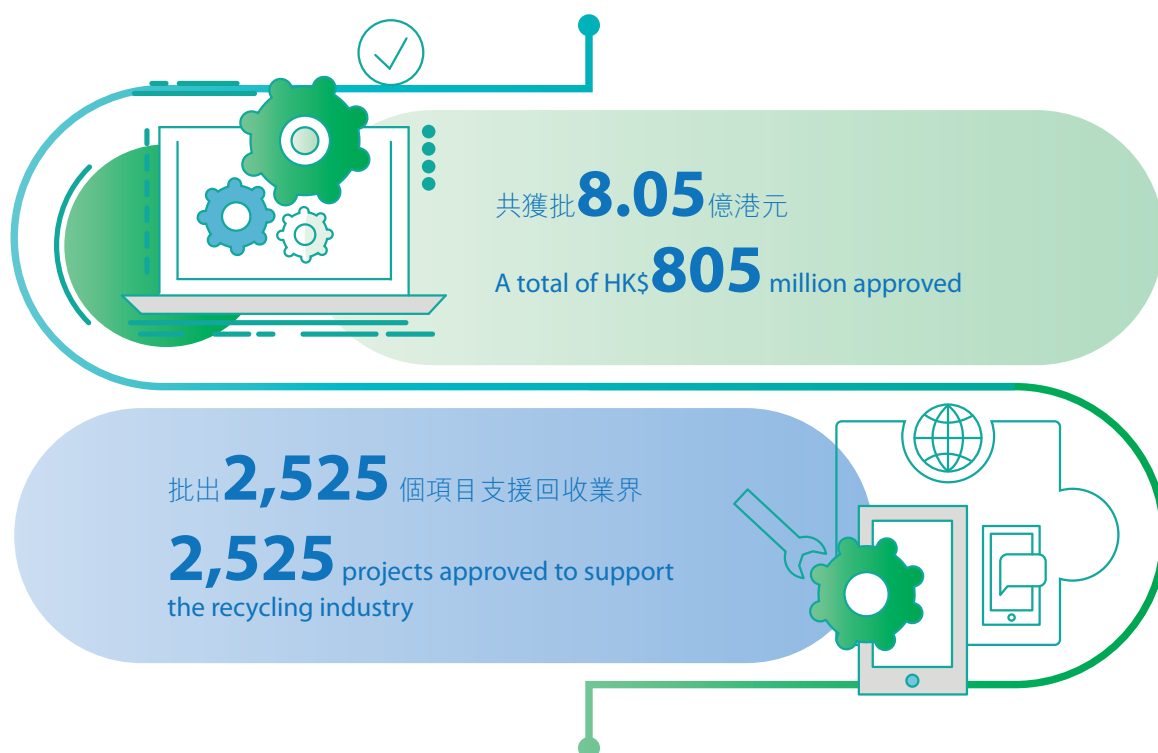 共獲批8.05億港元
A total of HK$805 million approved
批出2,525 個項目支援回收業界
2,525 projects approved to support
the recycling industry